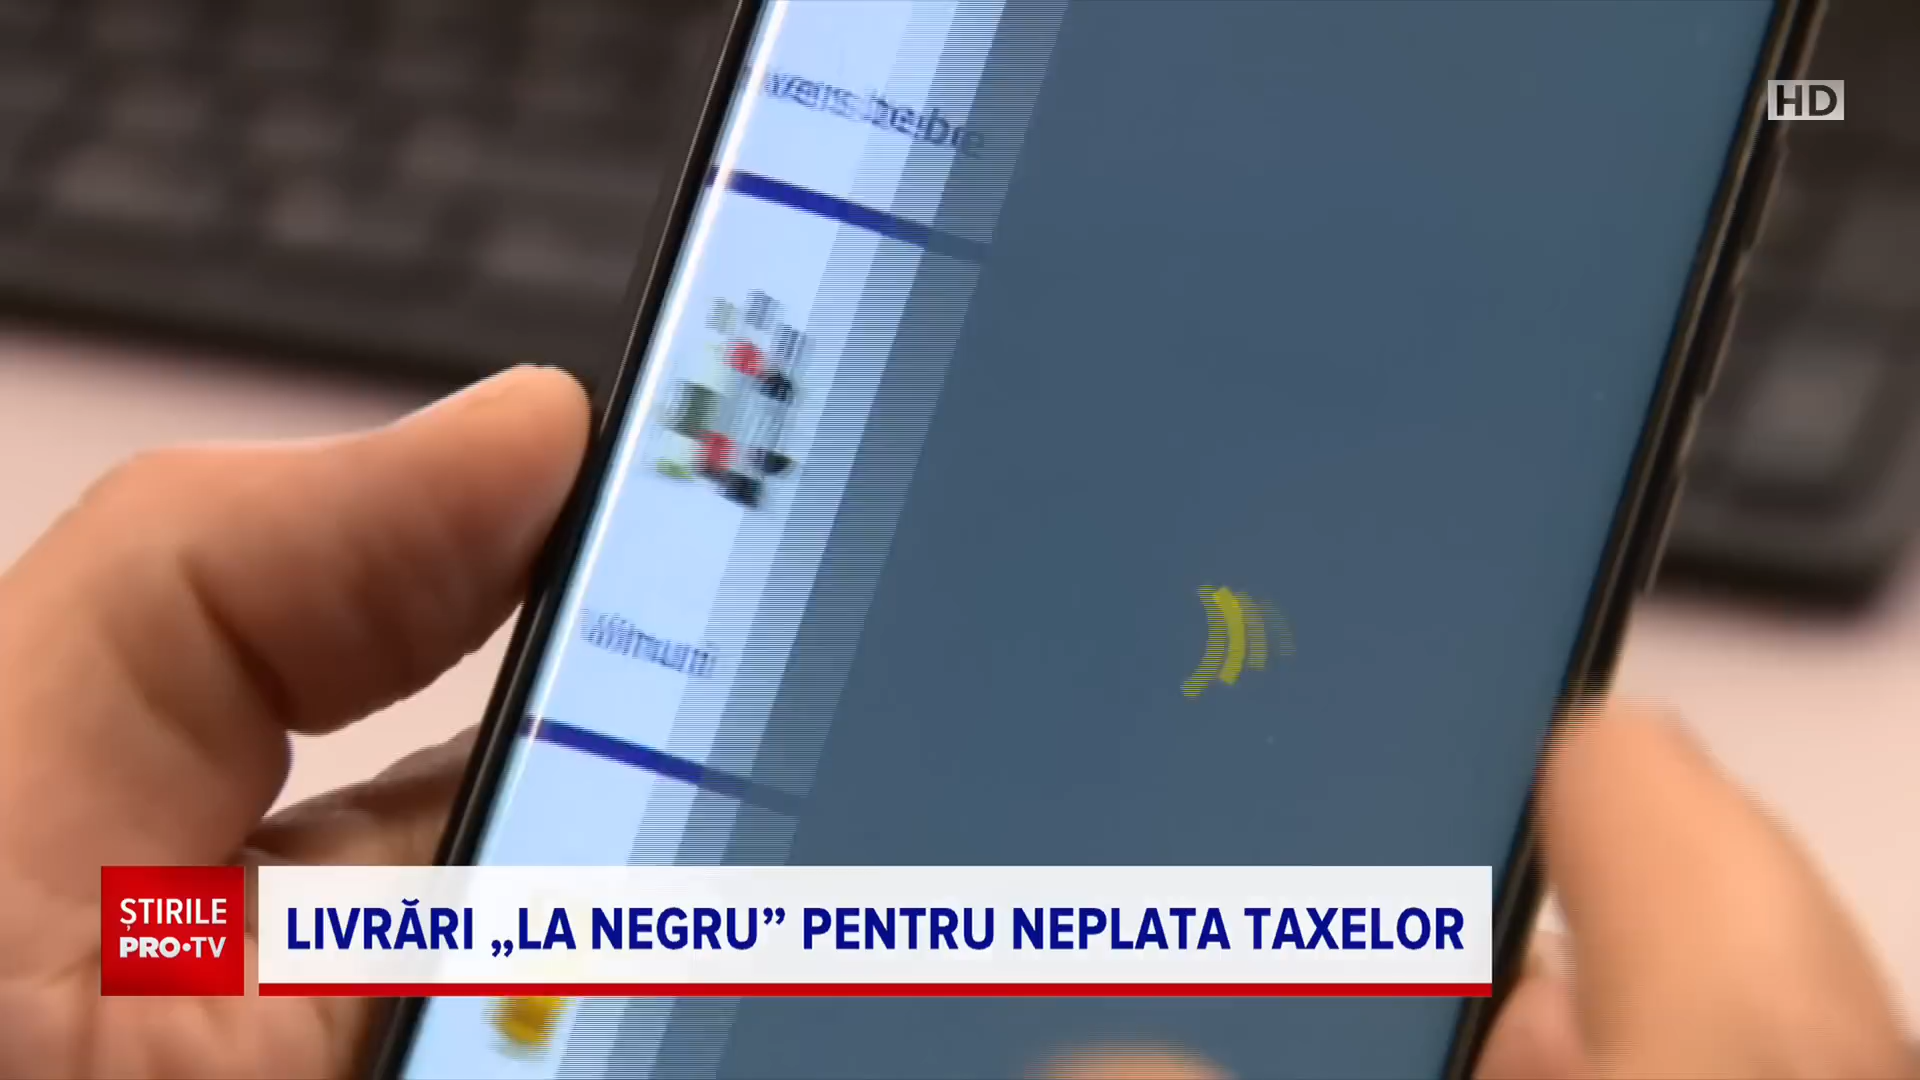 HD
ȘTIRILE
PRO•TV
LIVRĂRI „LA NEGRU” PENTRU NEPLATA TAXELOR